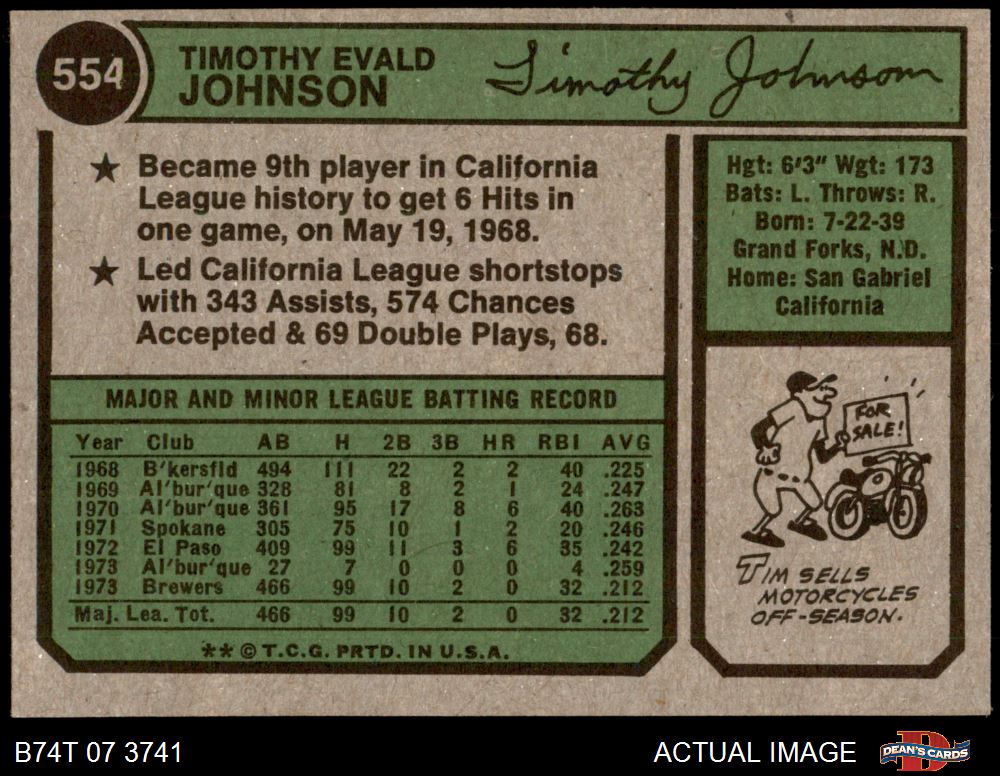 554
TIMOTHY EVALD
JOHNSON
Timothy Johnson
★ Became 9th player in California
League history to get 6 Hits in
one game, on May 19, 1968.
★ Led California League shortstops
with 343 Assists, 574 Chances
Accepted & 69 Double Plays, 68.
Hgt: 6'3" Wgt: 173
Bats: L. Throws: R.
Born: 7-22-39
Grand Forks, N.D.
Home: San Gabriel
California
MAJOR AND MINOR LEAGUE BATTING RECORD
Year Club AB H 2B 3B HR RBI AVG
1968 B'kersfld 494 111 22 2 2 40 .225
1969 Al'bur'que 328 81 8 2 1 24 .247
1970 Al'bur'que 361 95 17 8 6 40 .263
1971 Spokane 305 75 10 1 2 20 .246
1972 El Paso 409 99 11 3 6 35 .242
1973 Al'bur'que 27 7 0 0 0 4 .259
1973 Brewers 466 99 10 2 0 32 .212
Maj. Lea. Tot. 466 99 10 2 0 32 .212
** © T.C.G. PRTD. IN U.S.A.
FOR
SALE!
TIM SELLS
MOTORCYCLES
OFF-SEASON.
B74T 07 3741
ACTUAL IMAGE
DEAN'S CARDS